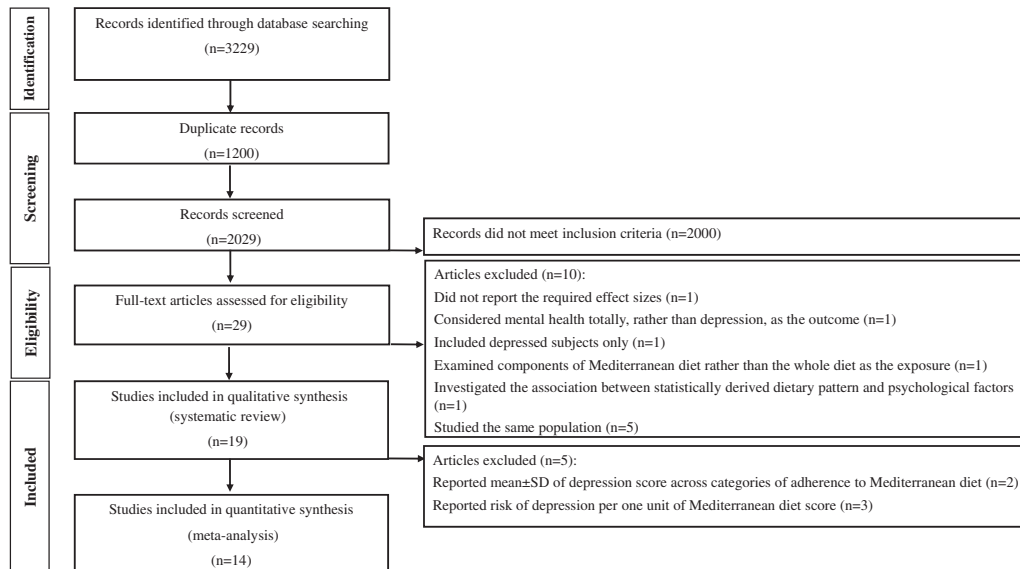 Identification
Records identified through database searching
(n=3229)
Screening
Duplicate records
(n=1200)
Records screened
(n=2029)
Records did not meet inclusion criteria (n=2000)
Eligibility
Full-text articles assessed for eligibility
(n=29)
Articles excluded (n=10):
Did not report the required effect sizes (n=1)
Considered mental health totally, rather than depression, as the outcome (n=1)
Included depressed subjects only (n=1)
Examined components of Mediterranean diet rather than the whole diet as the exposure (n=1)
Investigated the association between statistically derived dietary pattern and psychological factors
(n=1)
Studied the same population (n=5)
Included
Studies included in qualitative synthesis
(systematic review)
(n=19)
Articles excluded (n=5):
Reported mean±SD of depression score across categories of adherence to Mediterranean diet (n=2)
Reported risk of depression per one unit of Mediterranean diet score (n=3)
Studies included in quantitative synthesis
(meta-analysis)
(n=14)